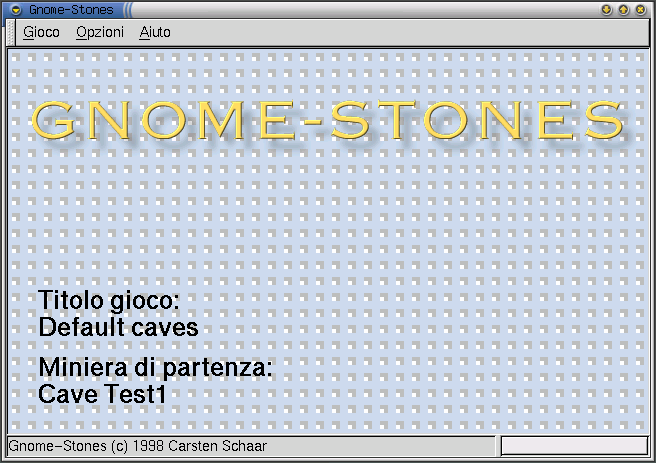 Gnome-Stones
Gioco Opzioni Aiuto
GNOME-STONES
Titolo gioco:
Default caves
Miniera di partenza:
Cave Test1
Gnome-Stones (c) 1998 Carsten Schaar